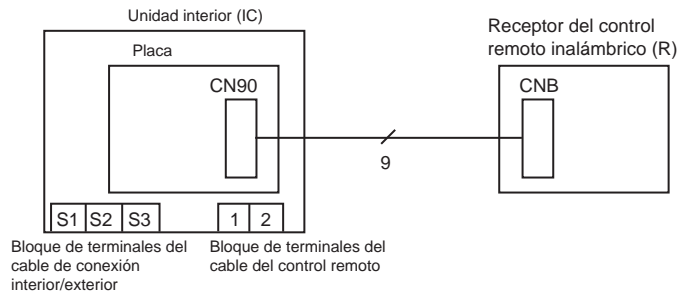 Unidad interior (IC)
Placa
CN90
Receptor del control
remoto inalámbrico (R)
CNB
9
S1 S2 S3
1 2
Bloque de terminales del
cable de conexión
interior/exterior
Bloque de terminales del
cable del control remoto